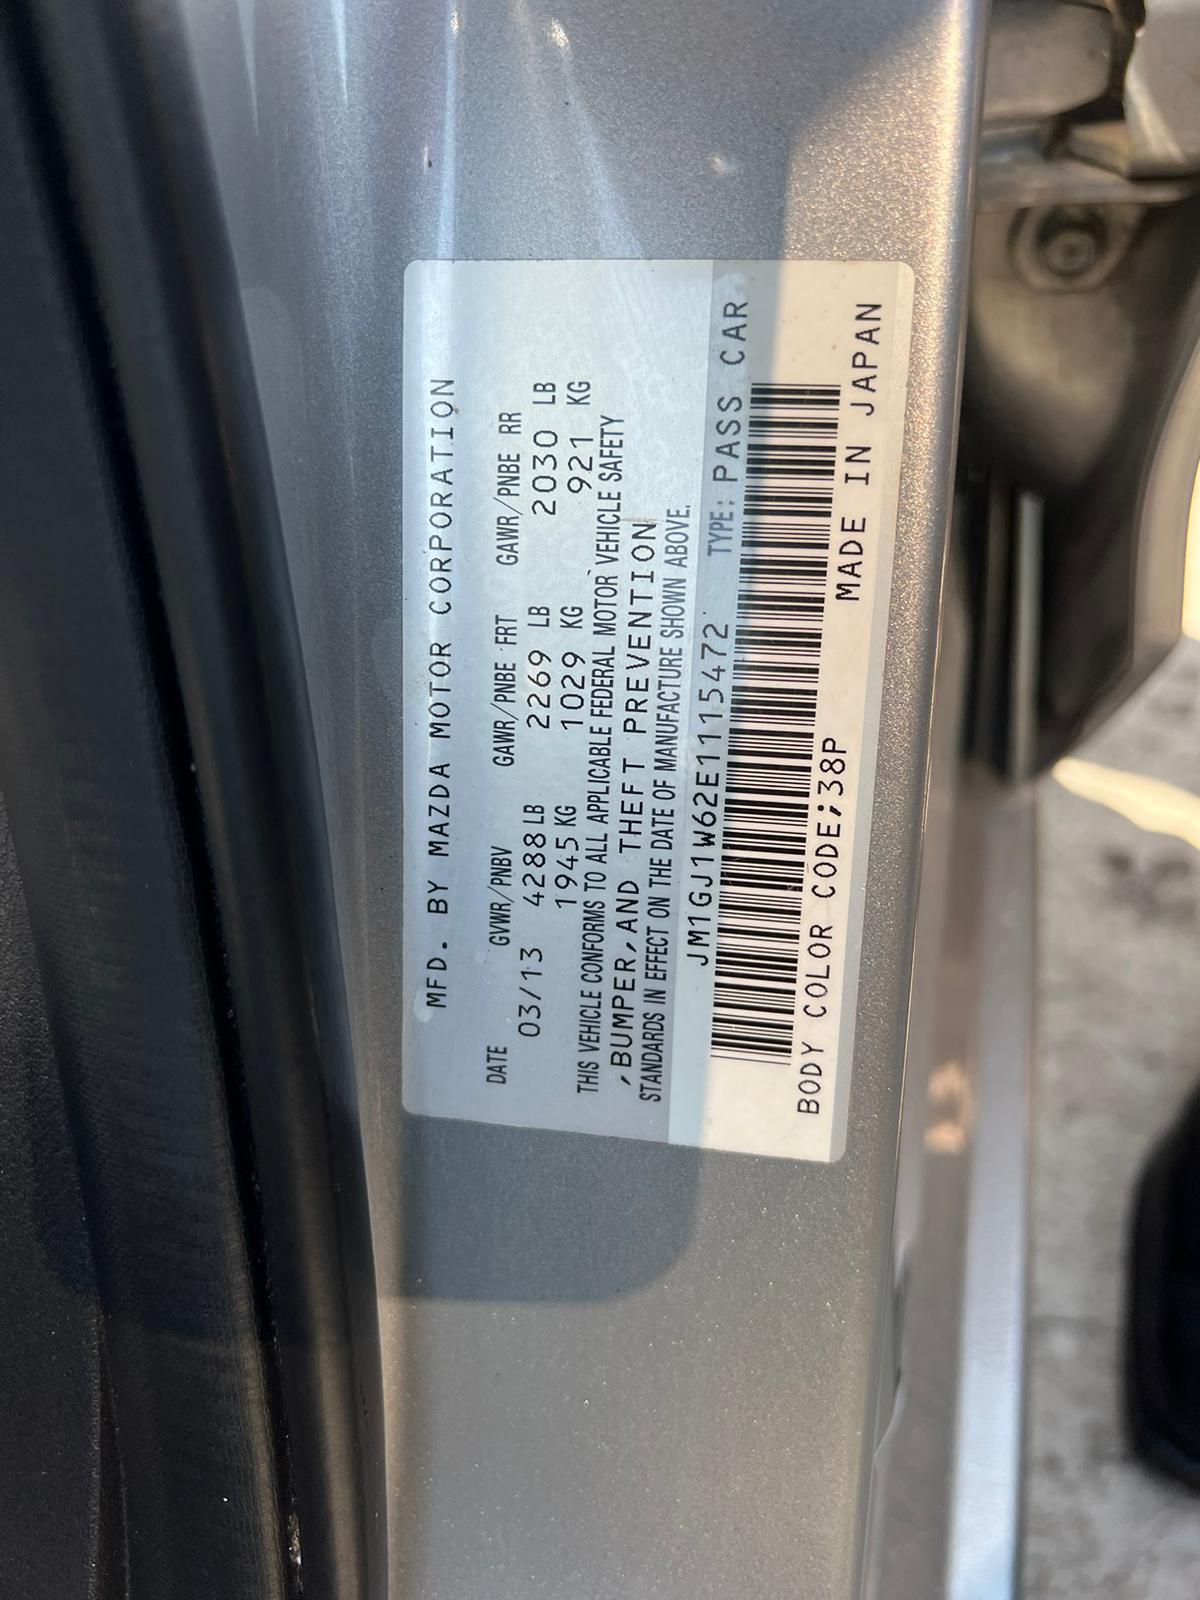 MFD. BY MAZDA MOTOR CORPORATION
DATE GVWR/PNBV GAWR/PNBE FRT GAWR/PNBE RR
03/13 4288 LB 2269 LB 2030 LB
1945 KG 1029 KG 921 KG
THIS VEHICLE CONFORMS TO ALL APPLICABLE FEDERAL MOTOR VEHICLE SAFETY
,BUMPER,AND THEFT PREVENTION
STANDARDS IN EFFECT ON THE DATE OF MANUFACTURE SHOWN ABOVE.
JM1GJ1W62E1115472 TYPE: PASS CAR
BODY COLOR CODE;38P MADE IN JAPAN